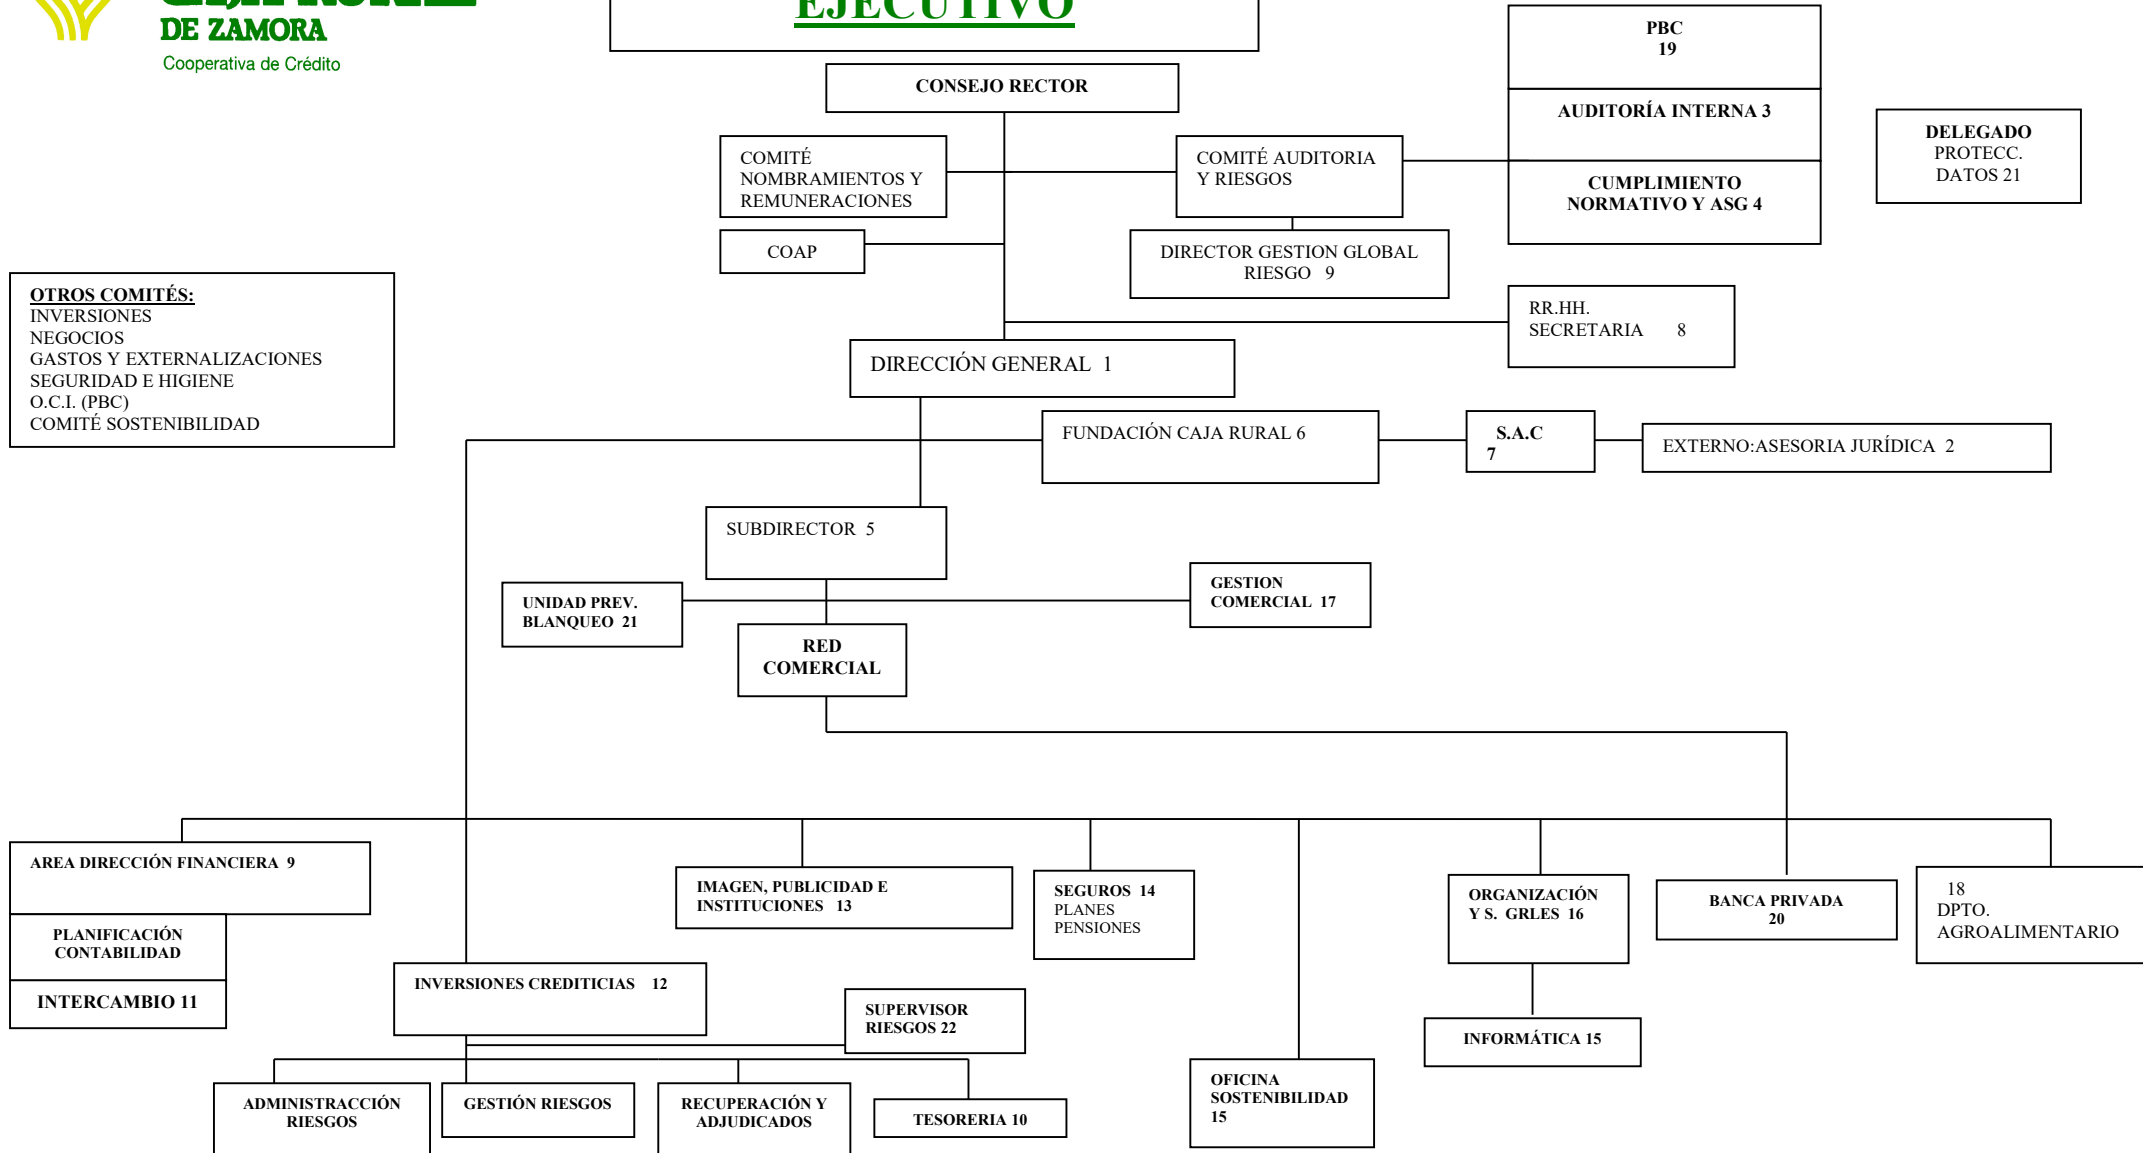 DE ZAMORA
Cooperativa de Crédito
EJECUTIVO
PBC
19
CONSEJO RECTOR
AUDITORÍA INTERNA 3
DELEGADO
PROTECC.
DATOS 21
COMITÉ
NOMBRAMIENTOS Y
REMUNERACIONES
COMITÉ AUDITORIA
Y RIESGOS
CUMPLIMIENTO
NORMATIVO Y ASG 4
COAP
DIRECTOR GESTION GLOBAL
RIESGO 9
OTROS COMITÉS:
INVERSIONES
NEGOCIOS
GASTOS Y EXTERNALIZACIONES
SEGURIDAD E HIGIENE
O.C.I. (PBC)
COMITÉ SOSTENIBILIDAD
RR.HH.
SECRETARIA 8
DIRECCIÓN GENERAL 1
FUNDACIÓN CAJA RURAL 6
S.A.C
7
EXTERNO:ASESORIA JURÍDICA 2
SUBDIRECTOR 5
UNIDAD PREV.
BLANQUEO 21
GESTION
COMERCIAL 17
RED
COMERCIAL
AREA DIRECCIÓN FINANCIERA 9
PLANIFICACIÓN
CONTABILIDAD
INTERCAMBIO 11
IMAGEN, PUBLICIDAD E
INSTITUCIONES 13
SEGUROS 14
PLANES
PENSIONES
ORGANIZACIÓN
Y S. GRLES 16
BANCA PRIVADA
20
18
DPTO.
AGROALIMENTARIO
INVERSIONES CREDITICIAS 12
SUPERVISOR
RIESGOS 22
INFORMÁTICA 15
ADMINISTRACCIÓN
RIESGOS
GESTIÓN RIESGOS
RECUPERACIÓN Y
ADJUDICADOS
TESORERIA 10
OFICINA
SOSTENIBILIDAD
15